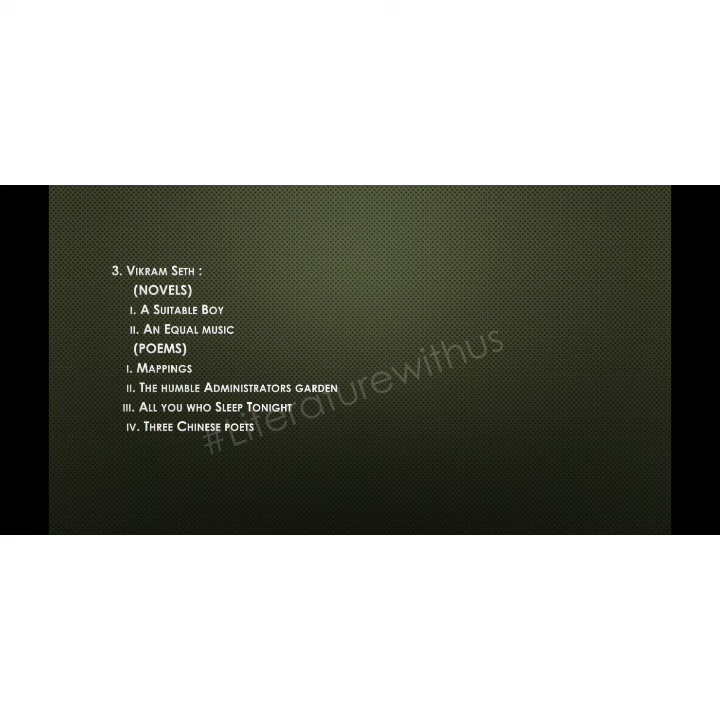 3. Vikram Seth :
(NOVELS)
i. A Suitable Boy
ii. An Equal music
(POEMS)
i. Mappings
ii. The humble Administrators garden
iii. All you who Sleep Tonight
iv. Three Chinese poets
#Literaturewithus